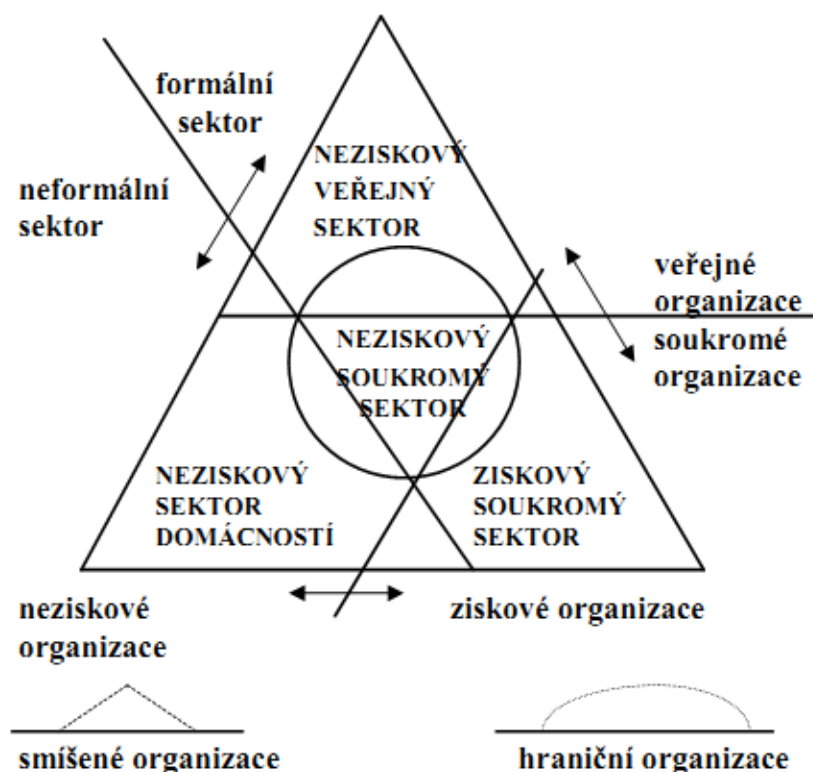 formální
sektor
neformální
sektor
NEZISKOVÝ
VEŘEJNÝ
SEKTOR
veřejné
organizace
soukromé
organizace
NEZISKOVÝ
SOUKROMÝ
SEKTOR
NEZISKOVÝ
SEKTOR
DOMÁCNOSTÍ
ZISKOVÝ
SOUKROMÝ
SEKTOR
neziskové
organizace
ziskové organizace
smíšené organizace
hraniční organizace